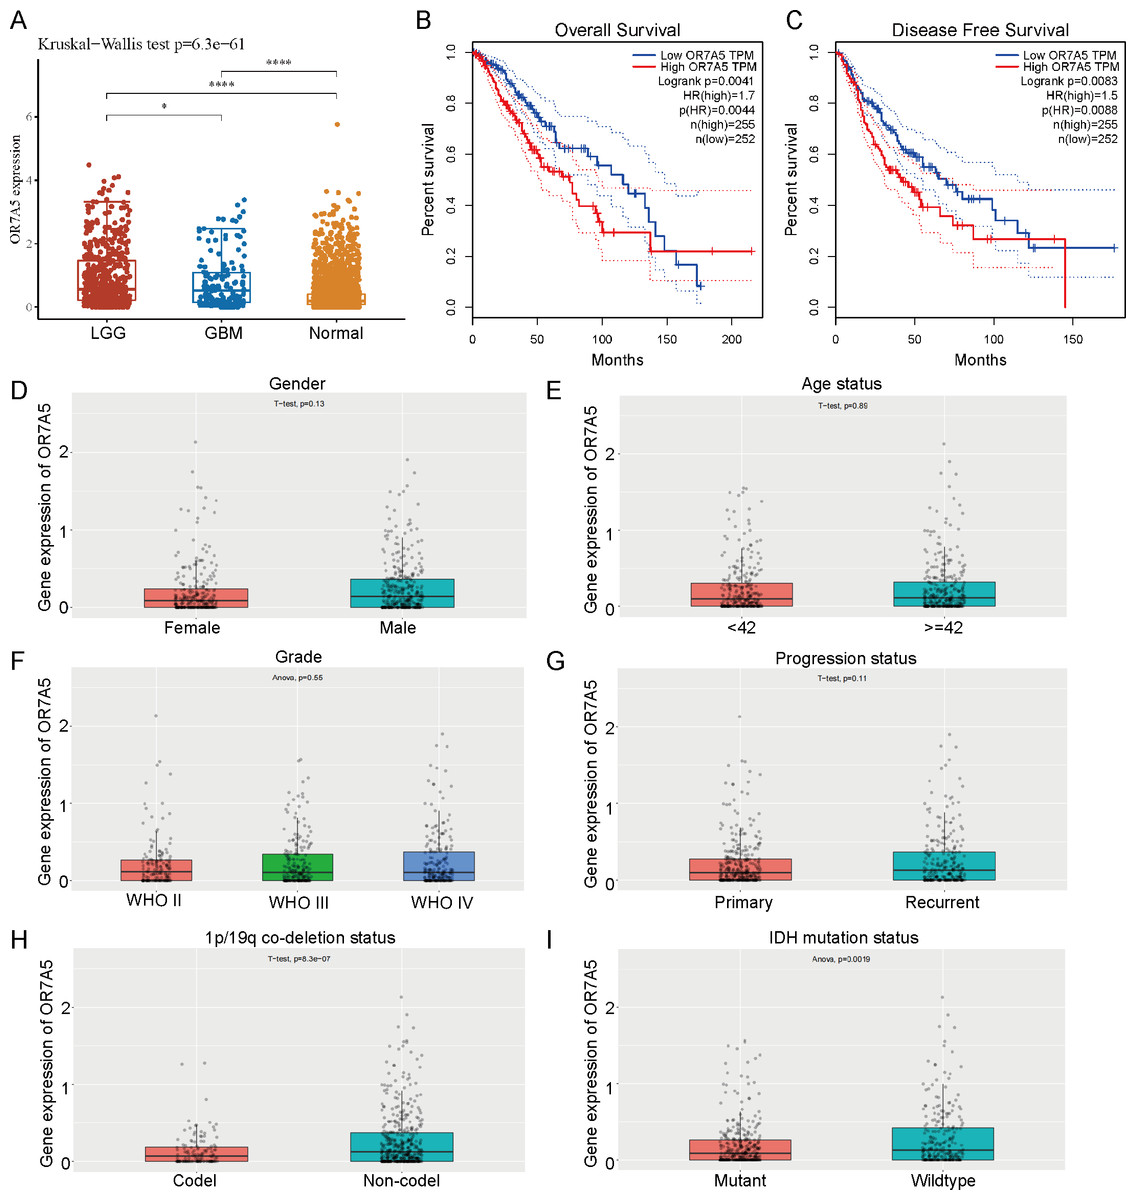 A
Kruskal−Wallis test p=6.3e−61
****
****
*
OR7A5 expression
6
4
2
0
LGG GBM Normal
B
Overall Survival
Low OR7A5 TPM
High OR7A5 TPM
Logrank p=0.0041
HR(high)=1.7
p(HR)=0.0044
n(high)=255
n(low)=252
Percent survival
1.0
0.8
0.6
0.4
0.2
0.0
0 50 100 150 200
Months
C
Disease Free Survival
Low OR7A5 TPM
High OR7A5 TPM
Logrank p=0.0083
HR(high)=1.5
p(HR)=0.0088
n(high)=255
n(low)=252
Percent survival
1.0
0.8
0.6
0.4
0.2
0.0
0 50 100 150
Months
D
Gender
T−test, p=0.13
Gene expression of OR7A5
2
1
0
Female Male
E
Age status
T−test, p=0.89
Gene expression of OR7A5
2
1
0
<42 >=42
F
Grade
Anova, p=0.55
Gene expression of OR7A5
2
1
0
WHO II WHO III WHO IV
G
Progression status
T−test, p=0.11
Gene expression of OR7A5
2
1
0
Primary Recurrent
H
1p/19q co-deletion status
T−test, p=8.3e−07
Gene expression of OR7A5
2
1
0
Codel Non-codel
I
IDH mutation status
Anova, p=0.0019
Gene expression of OR7A5
2
1
0
Mutant Wildtype